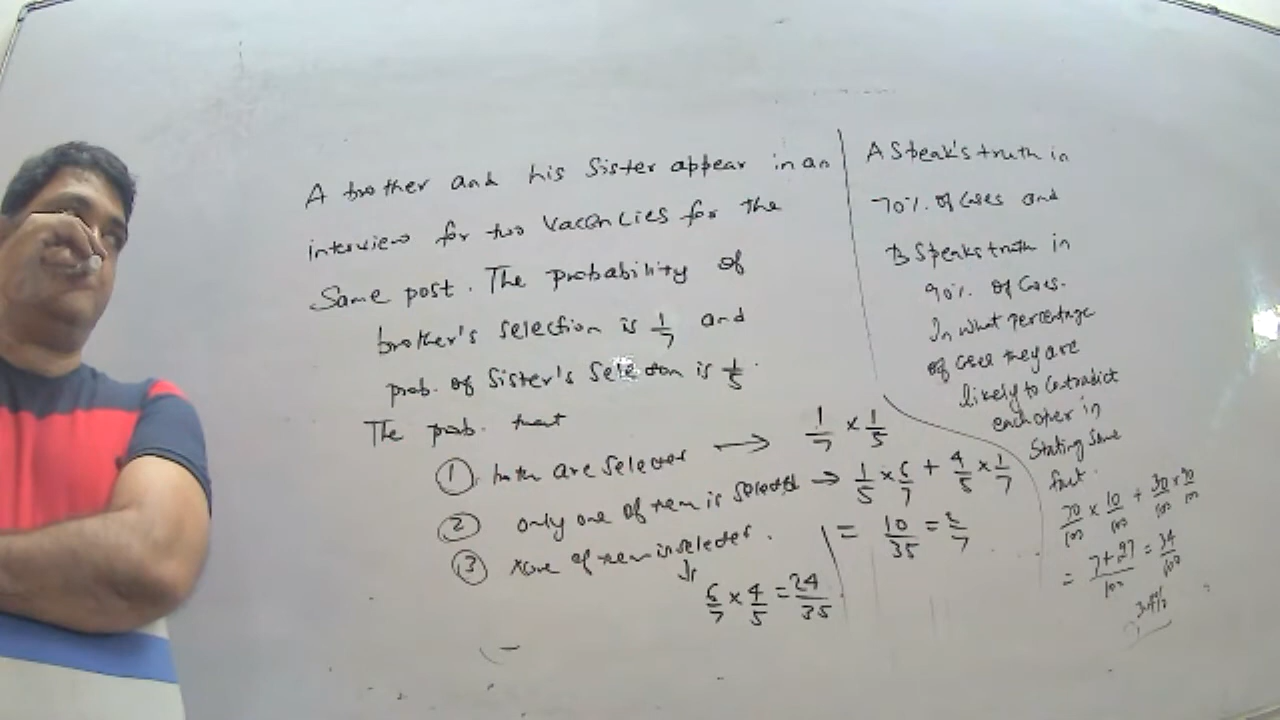 A brother and his Sister appear in an
interview for two vacancies for the
Same post. The probability of
brother's selection is 1/7 and
prob. of Sister's Selection is 1/5.
The prob. that
① both are selected → 1/7 × 1/5
② only one of them is selected → 1/5 × 6/7 + 4/5 × 1/7
= 10/35 = 2/7
③ none of them is selected.
↓
6/7 × 4/5 = 24/35
A Speak's truth in
70%. of Cases and
B Speaks truth in
90%. of Cases.
In what percentage
of cases they are
likely to Contradict
each other in
Stating Same
fact.
70/100 × 10/100 + 30/100 × 90/100
= 7+27/100 = 34/100
34%